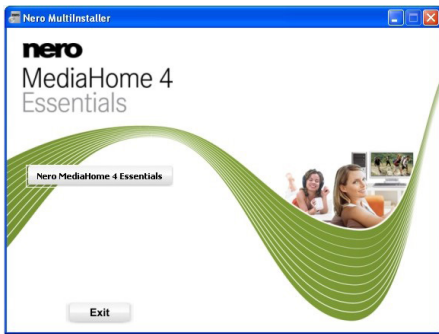 Nero MultiInstaller
nero
MediaHome 4
Essentials
Nero MediaHome 4 Essentials
Exit